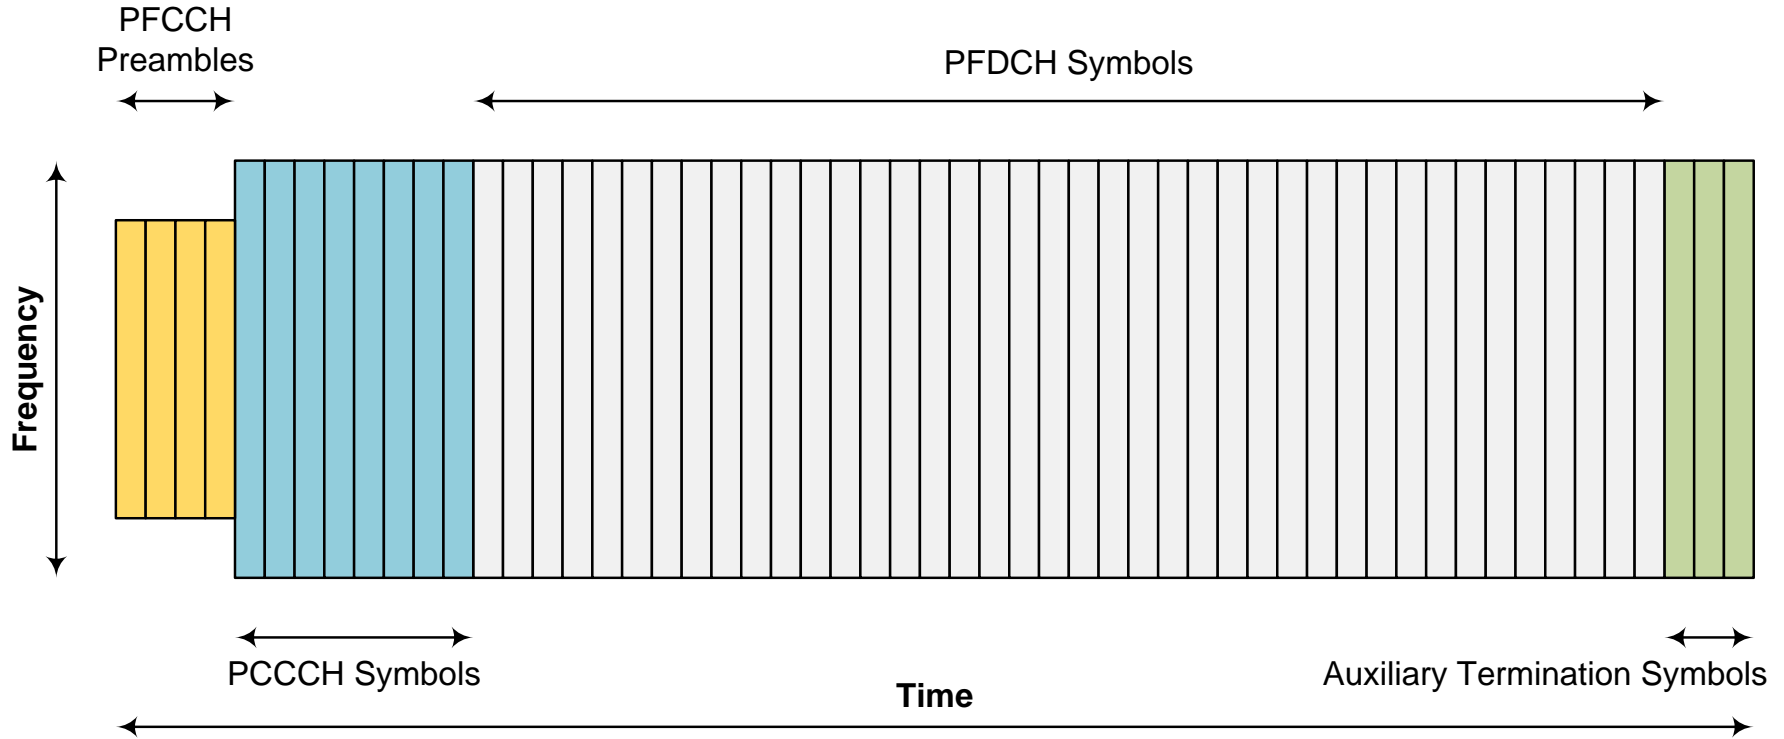 PFCCH
Preambles
PFDCH Symbols
Frequency
PCCCH Symbols
Auxiliary Termination Symbols
Time